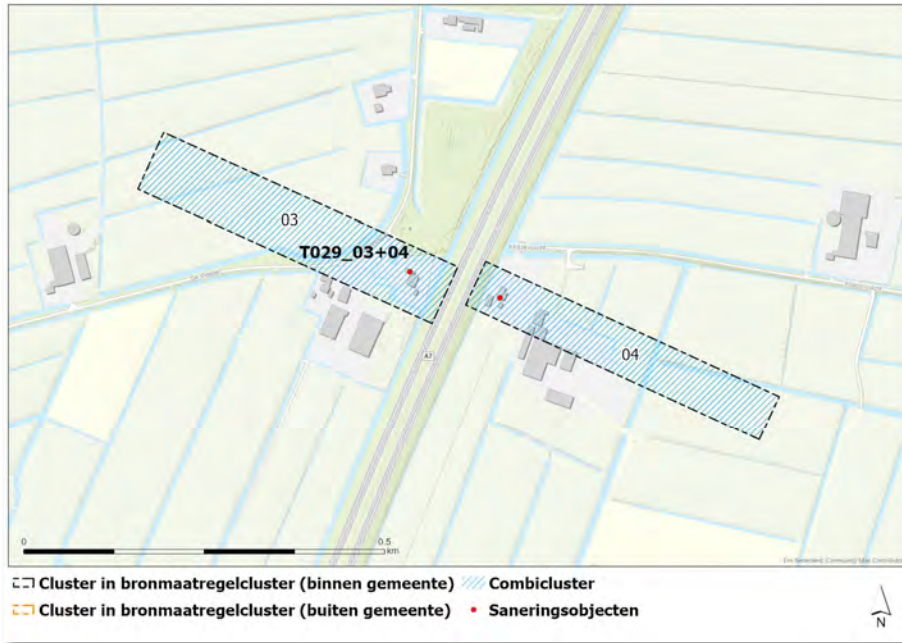 03
T029_03+04
04
A7
0
0.5
km
Cluster in bronmaatregelcluster (binnen gemeente)
Combicluster
Cluster in bronmaatregelcluster (buiten gemeente)
Saneringsobjecten
N